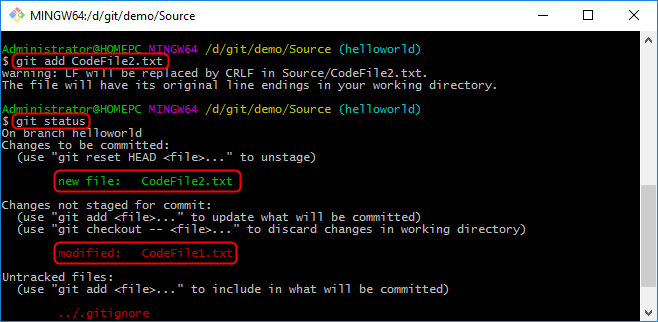 MINGW64:/d/git/demo/Source
Administrator@HOMEPC MINGW64 /d/git/demo/Source (helloworld)
$ git add CodeFile2.txt
warning: LF will be replaced by CRLF in Source/CodeFile2.txt.
The file will have its original line endings in your working directory.
Administrator@HOMEPC MINGW64 /d/git/demo/Source (helloworld)
$ git status
On branch helloworld
Changes to be committed:
  (use "git reset HEAD <file>..." to unstage)
        new file:   CodeFile2.txt
Changes not staged for commit:
  (use "git add <file>..." to update what will be committed)
  (use "git checkout -- <file>..." to discard changes in working directory)
        modified:   CodeFile1.txt
Untracked files:
  (use "git add <file>..." to include in what will be committed)
        ../.gitignore